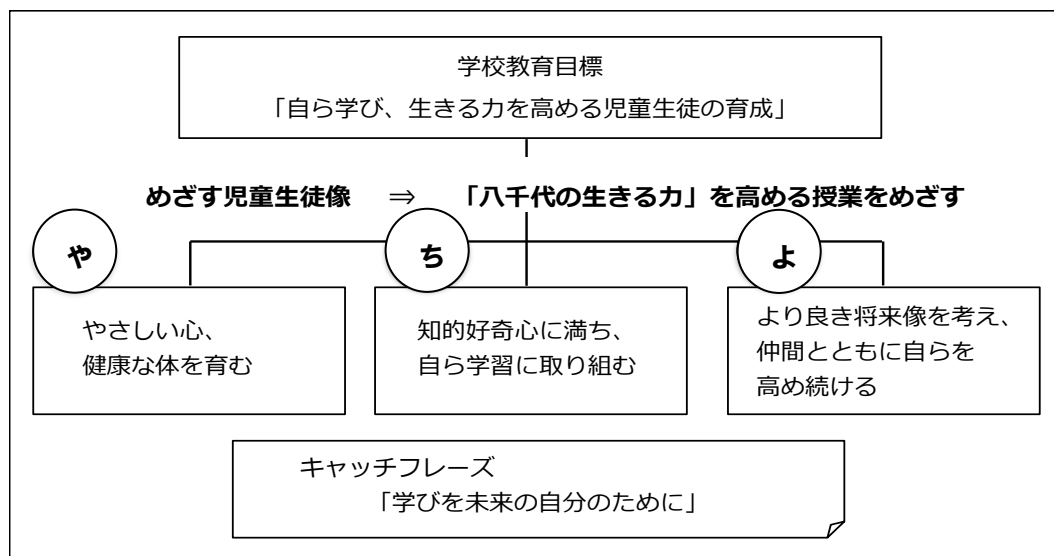 学校教育目標
「自ら学び、生きる力を高める児童生徒の育成」
めざす児童生徒像 ⇒ 「八千代の生きる力」を高める授業をめざす
や
やさしい心、
健康な体を育む
ち
知的好奇心に満ち、
自ら学習に取り組む
よ
より良き将来像を考え、
仲間とともに自らを
高め続ける
キャッチフレーズ
「学びを未来の自分のために」